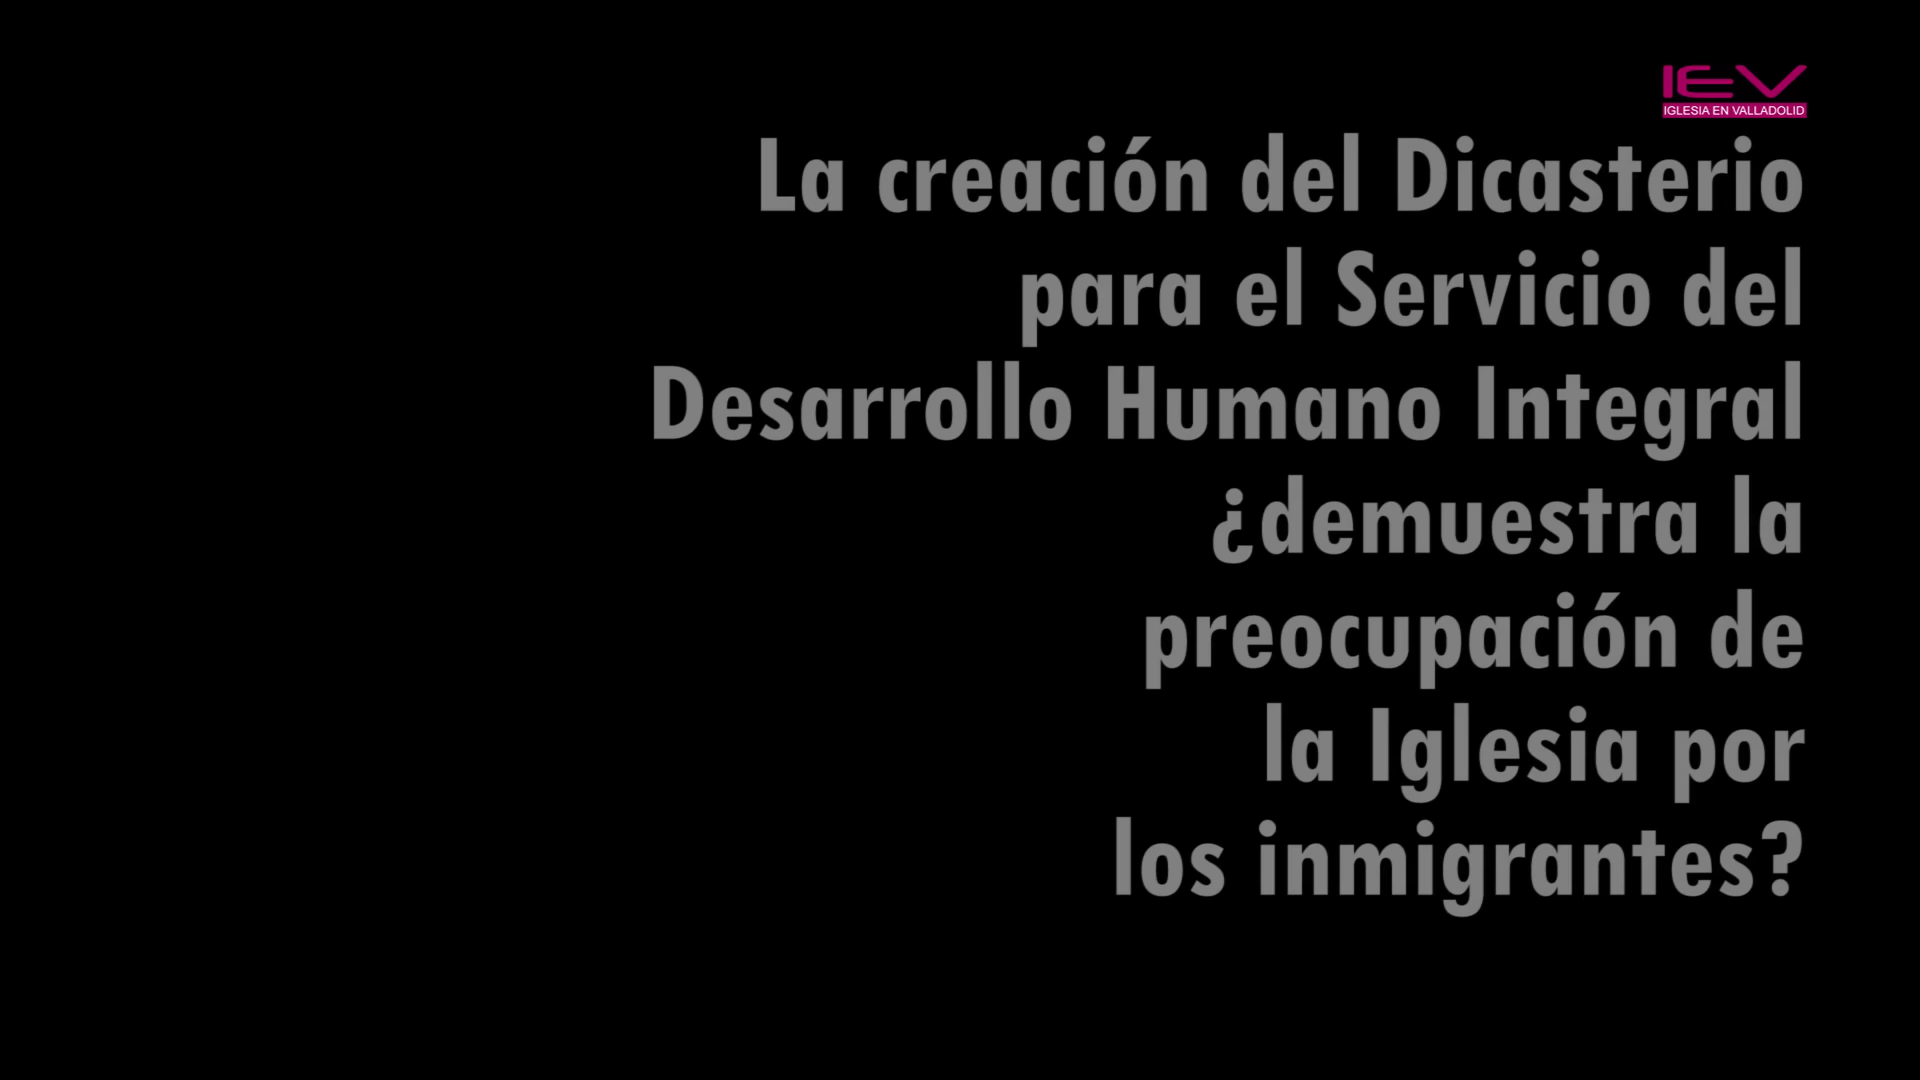 IEV
IGLESIA EN VALLADOLID
La creación del Dicasterio
para el Servicio del
Desarrollo Humano Integral
¿demuestra la
preocupación de
la Iglesia por
los inmigrantes?